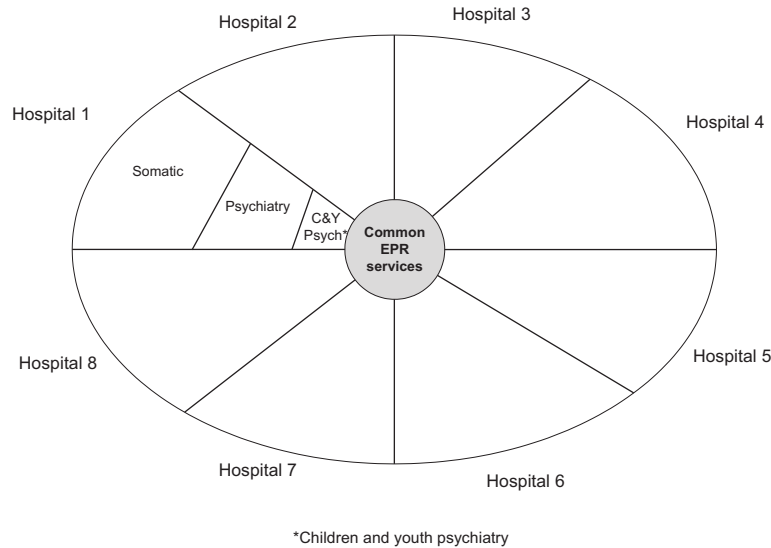 Hospital 2
Hospital 3
Hospital 1
Hospital 4
Somatic
Psychiatry
C&Y
Psych*
Common
EPR
services
Hospital 8
Hospital 5
Hospital 7
Hospital 6
*Children and youth psychiatry